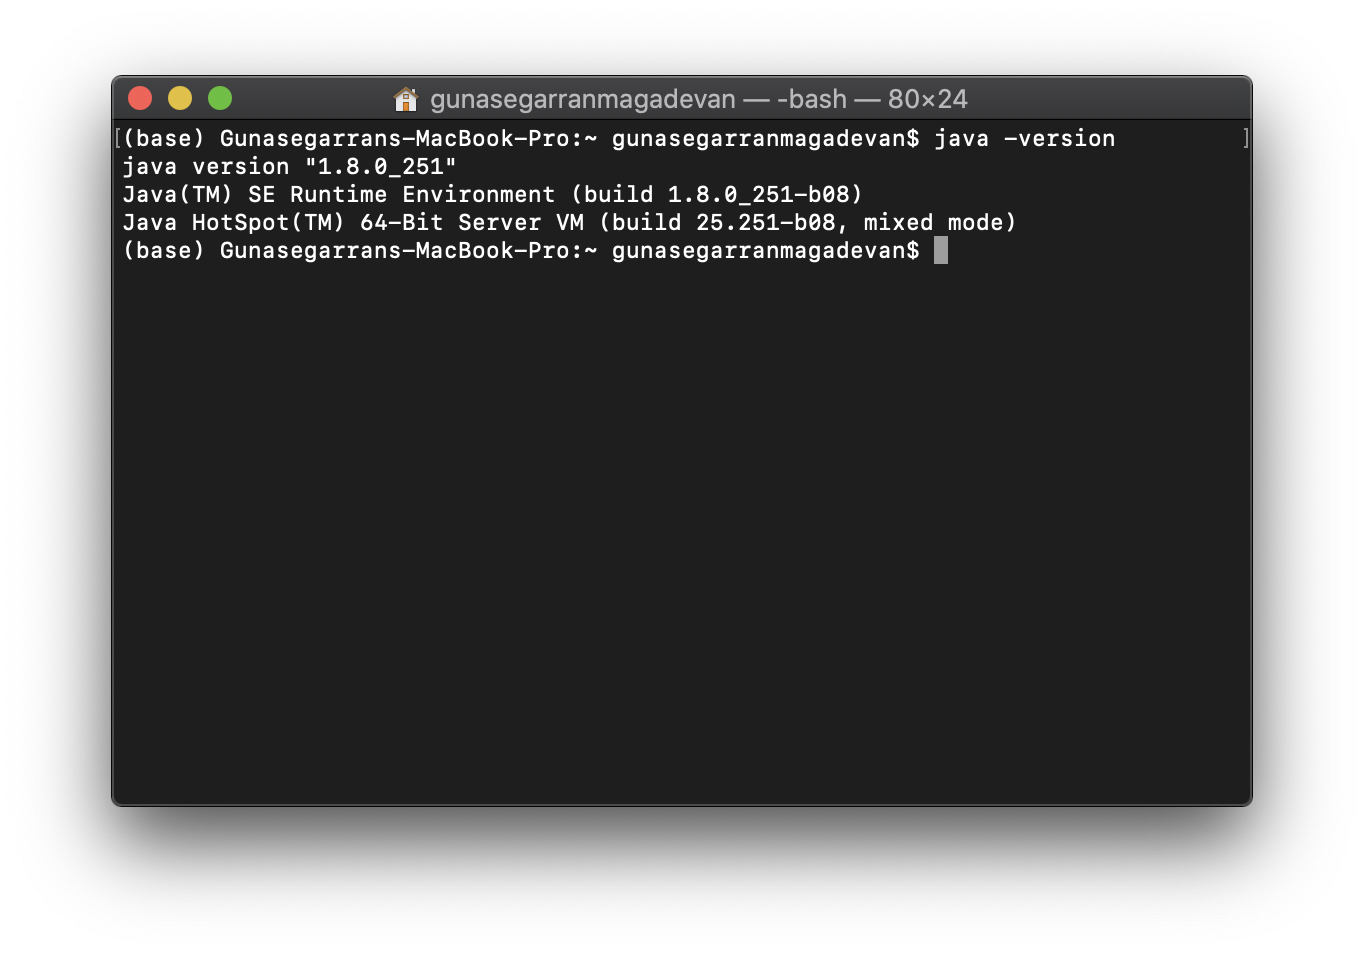 gunasegarranmagadevan — -bash — 80×24
[(base) Gunasegarrans-MacBook-Pro:~ gunasegarranmagadevan$ java -version ]
java version "1.8.0_251"
Java(TM) SE Runtime Environment (build 1.8.0_251-b08)
Java HotSpot(TM) 64-Bit Server VM (build 25.251-b08, mixed mode)
(base) Gunasegarrans-MacBook-Pro:~ gunasegarranmagadevan$